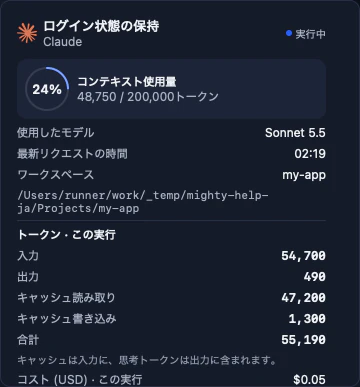 ログイン状態の保持
Claude
実行中
24%
コンテキスト使用量
48,750 / 200,000トークン
使用したモデル Sonnet 5.5
最新リクエストの時間 02:19
ワークスペース my-app
/Users/runner/work/_temp/mighty-help-
ja/Projects/my-app
トークン・この実行
入力 54,700
出力 490
キャッシュ読み取り 47,200
キャッシュ書き込み 1,300
合計 55,190
キャッシュは入力に、思考トークンは出力に含まれます。
コスト (USD)・この実行 $0.05